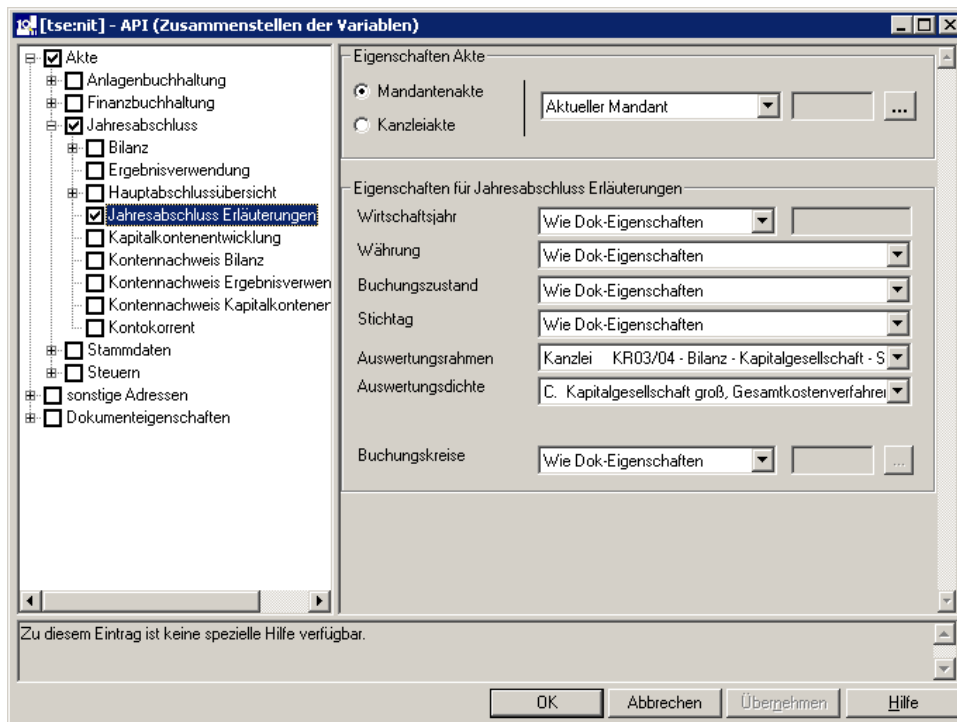 [tse:nit] - API (Zusammenstellen der Variablen)
Akte
Anlagenbuchhaltung
Finanzbuchhaltung
Jahresabschluss
Bilanz
Ergebnisverwendung
Hauptabschlussübersicht
Jahresabschluss Erläuterungen
Kapitalkontenentwicklung
Kontennachweis Bilanz
Kontennachweis Ergebnisverwen
Kontennachweis Kapitalkontener
Kontokorrent
Stammdaten
Steuern
sonstige Adressen
Dokumenteigenschaften
Eigenschaften Akte
Mandantenakte
Kanzleiakte
Aktueller Mandant
...
Eigenschaften für Jahresabschluss Erläuterungen
Wirtschaftsjahr Wie Dok-Eigenschaften
Währung Wie Dok-Eigenschaften
Buchungszustand Wie Dok-Eigenschaften
Stichtag Wie Dok-Eigenschaften
Auswertungsrahmen Kanzlei KR03/04 - Bilanz - Kapitalgesellschaft - S
Auswertungsdichte C. Kapitalgesellschaft groß, Gesamtkostenverfahrer
Buchungskreise Wie Dok-Eigenschaften ...
Zu diesem Eintrag ist keine spezielle Hilfe verfügbar.
OK Abbrechen Übernehmen Hilfe